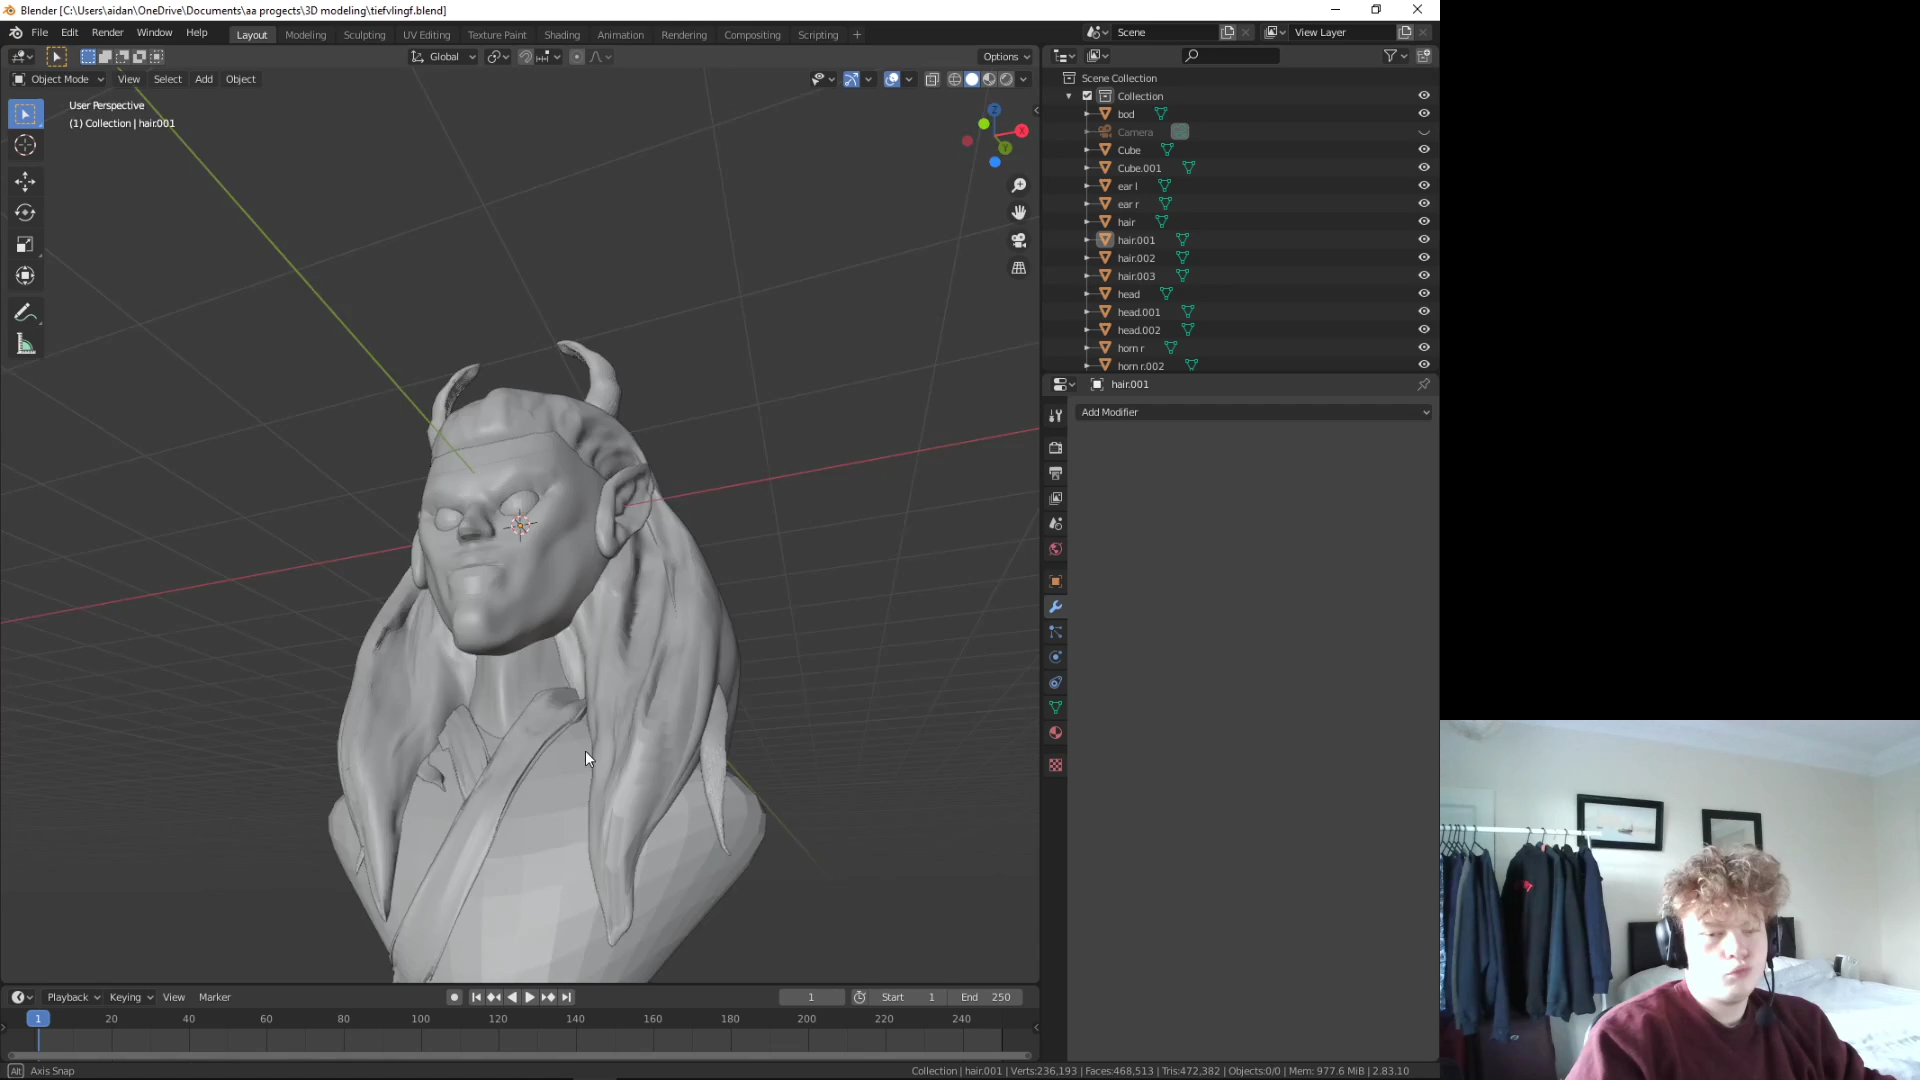 Blender [C:\Users\aidan\OneDrive\Documents\aa progects\3D modeling\tiefvlingf.blend]
File Edit Render Window Help Layout Modeling Sculpting UV Editing Texture Paint Shading Animation Rendering Compositing Scripting + Scene View Layer
Global Options
Object Mode View Select Add Object
User Perspective
(1) Collection | hair.001
Z
X
Y
Scene Collection
Collection
bod
Camera
Cube
Cube.001
ear l
ear r
hair
hair.001
hair.002
hair.003
head
head.001
head.002
horn r
horn r.002
hair.001
Add Modifier
Playback Keying View Marker 1 Start 1 End 250
1 20 40 60 80 100 120 140 160 180 200 220 240
Alt Axis Snap Collection | hair.001 | Verts:236,193 | Faces:468,513 | Tris:472,382 | Objects:0/0 | Mem: 977.6 MiB | 2.83.10